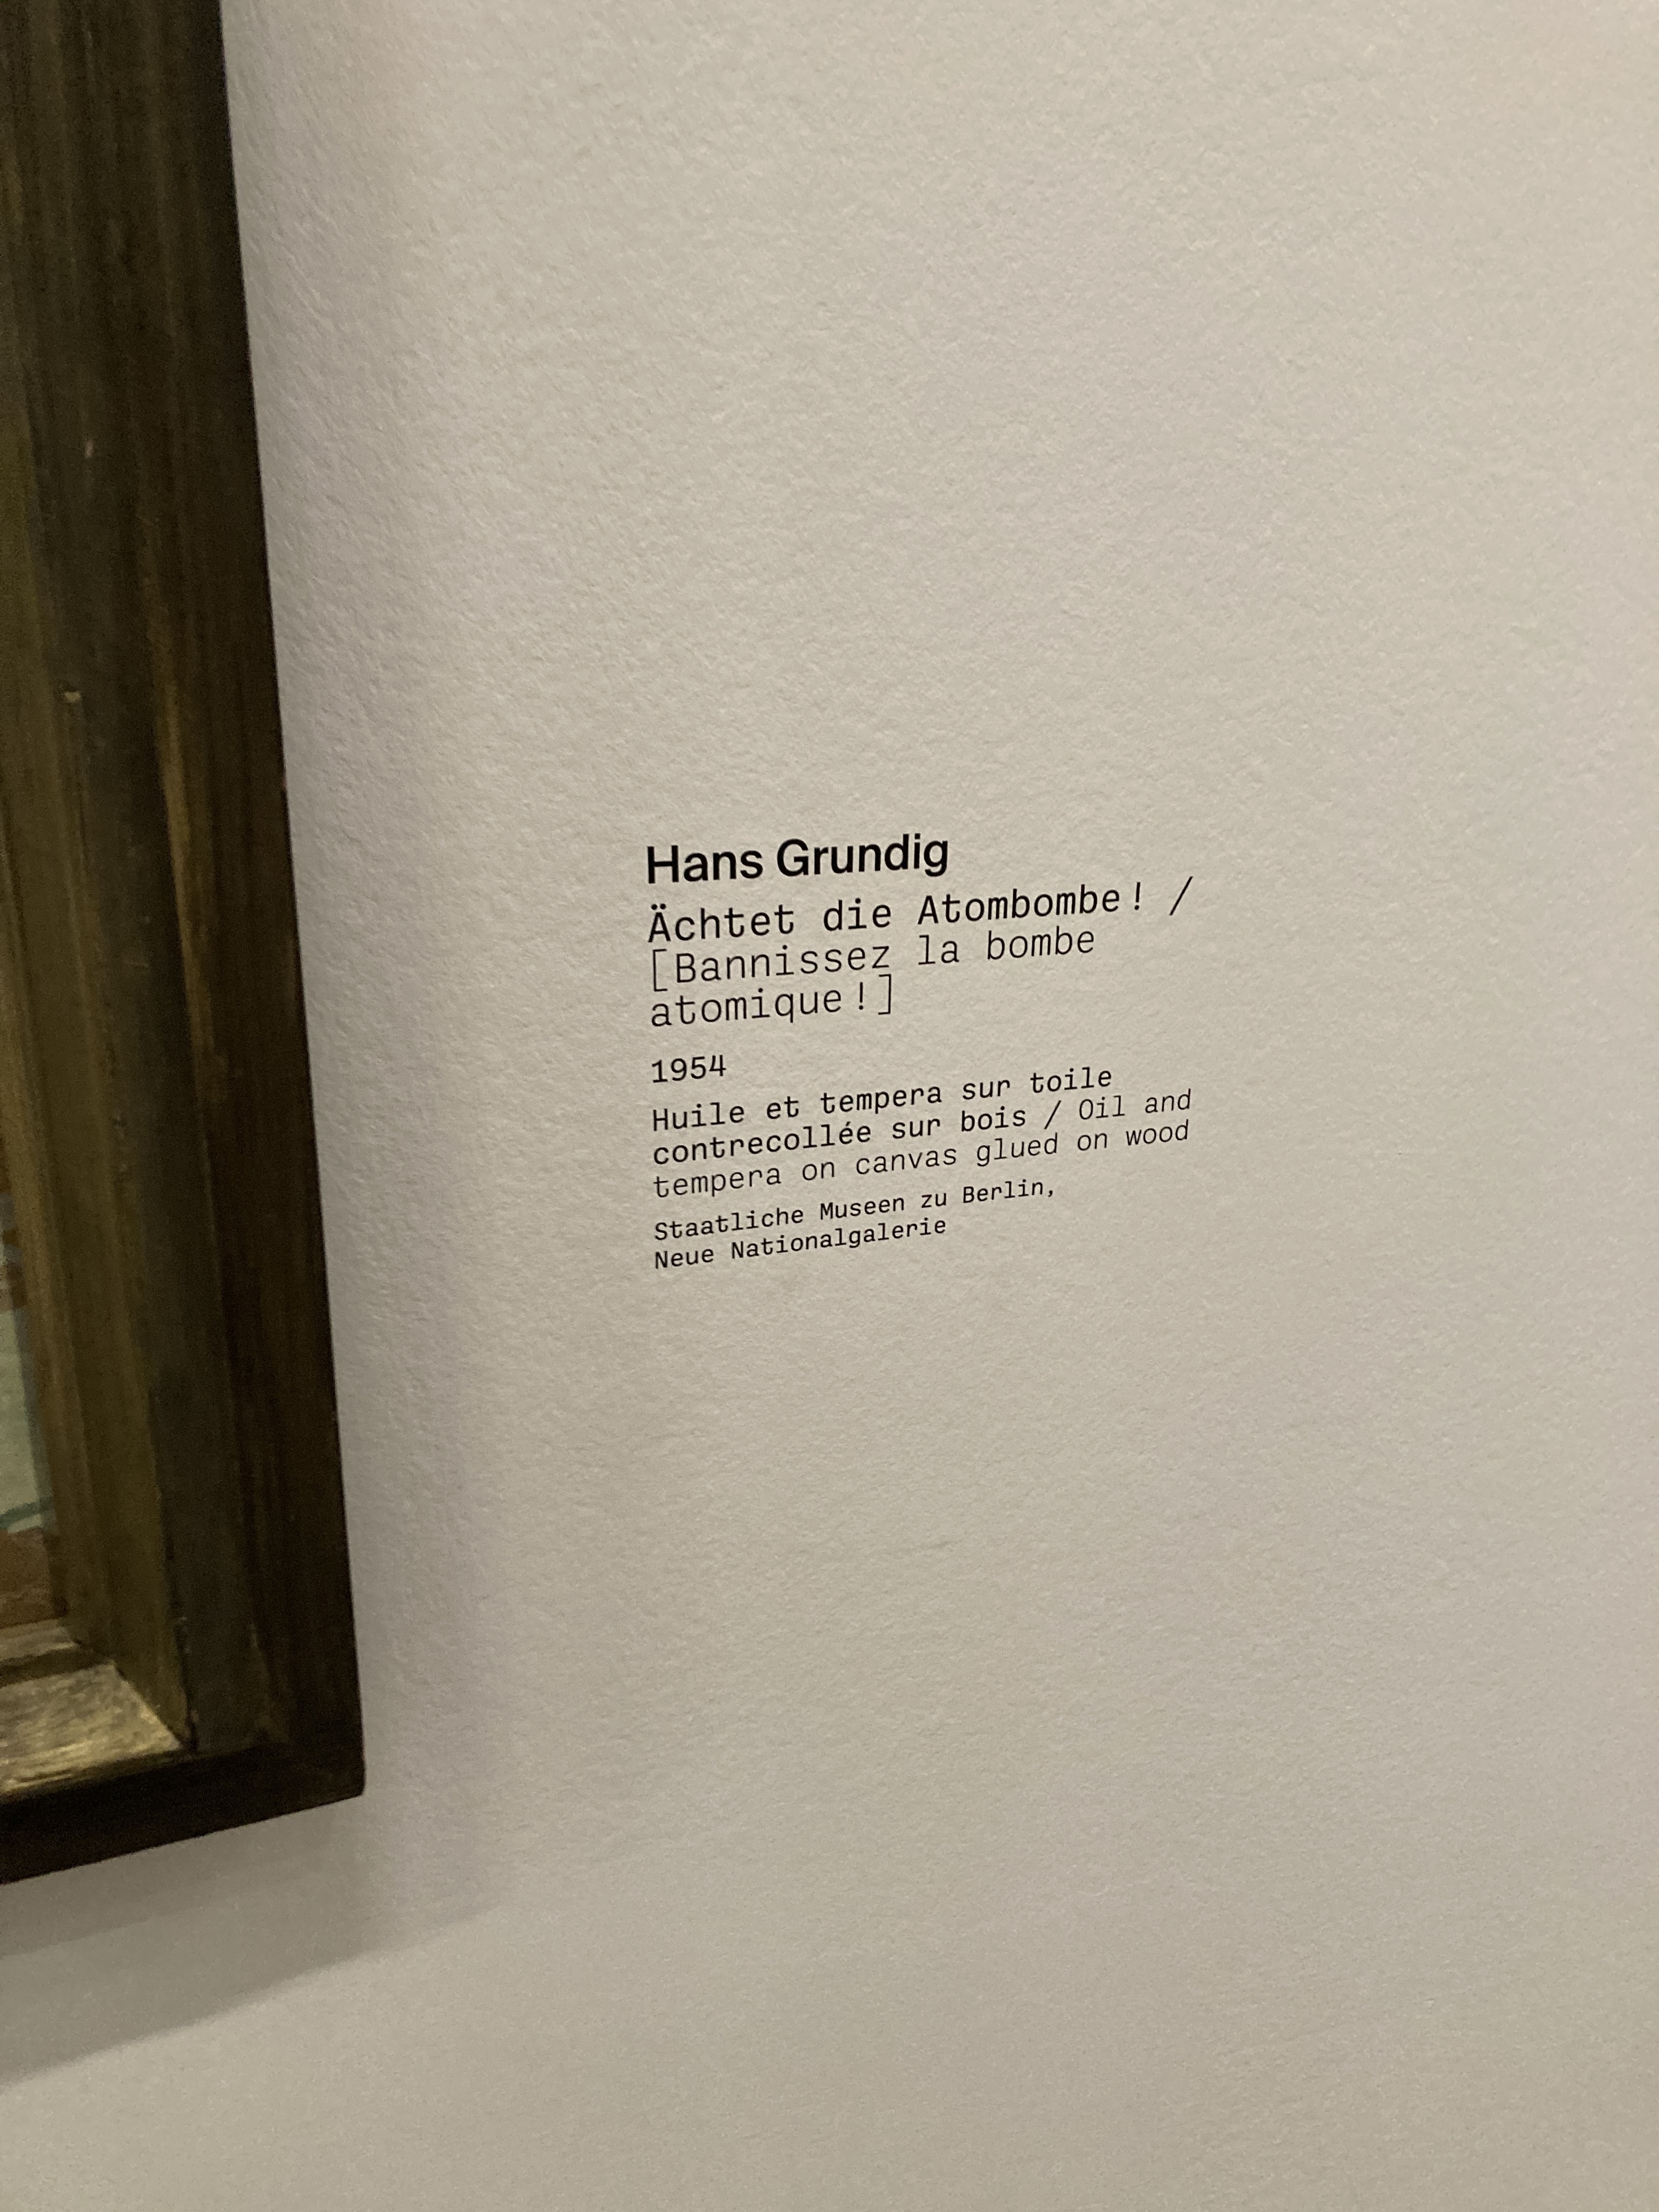 Hans Grundig
Ächtet die Atombombe ! /
[Bannissez la bombe
atomique !]
1954
Huile et tempera sur toile
contrecollée sur bois / Oil and
tempera on canvas glued on wood
Staatliche Museen zu Berlin,
Neue Nationalgalerie